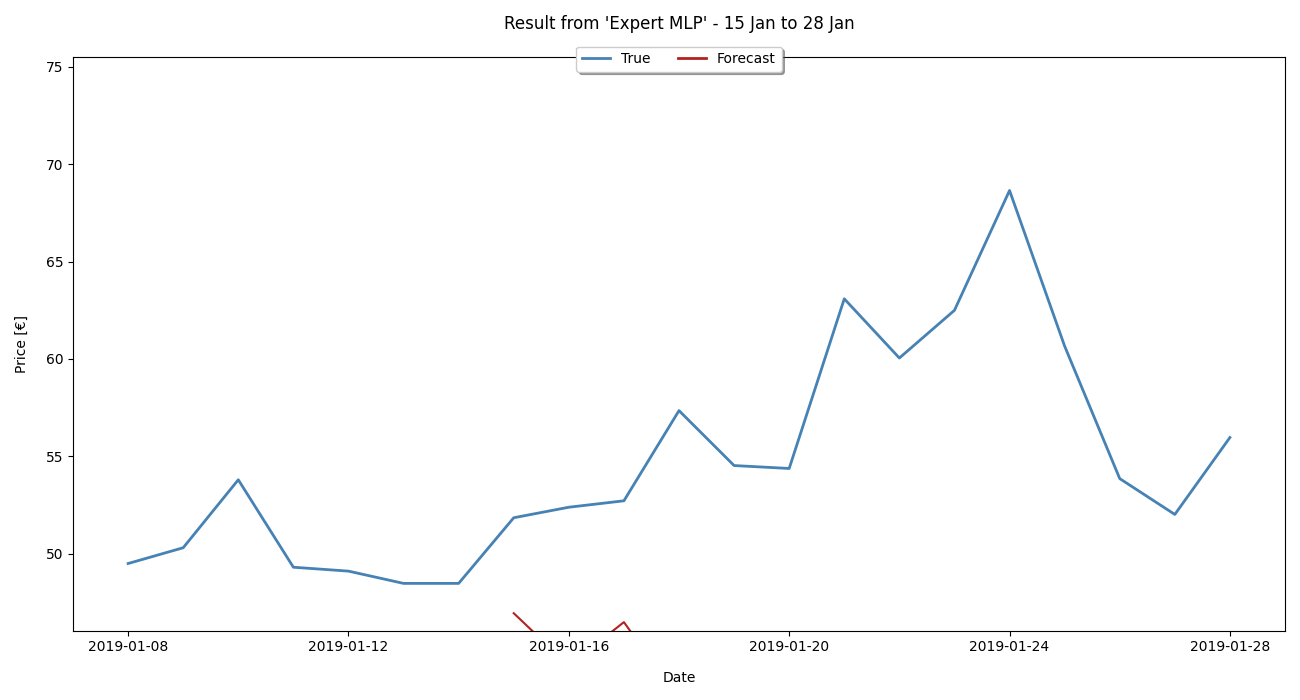 Result from 'Expert MLP' - 15 Jan to 28 Jan
True Forecast
75
70
65
60
55
50
Price [€]
2019-01-08 2019-01-12 2019-01-16 2019-01-20 2019-01-24 2019-01-28
Date